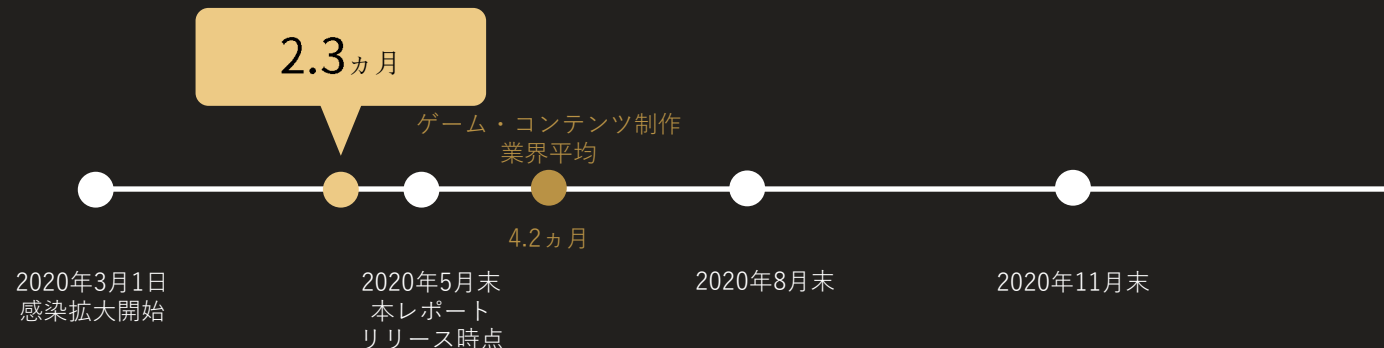 2.3ヵ月
ゲーム・コンテンツ制作
業界平均
4.2ヵ月
2020年3月1日
感染拡大開始
2020年5月末
本レポート
リリース時点
2020年8月末
2020年11月末